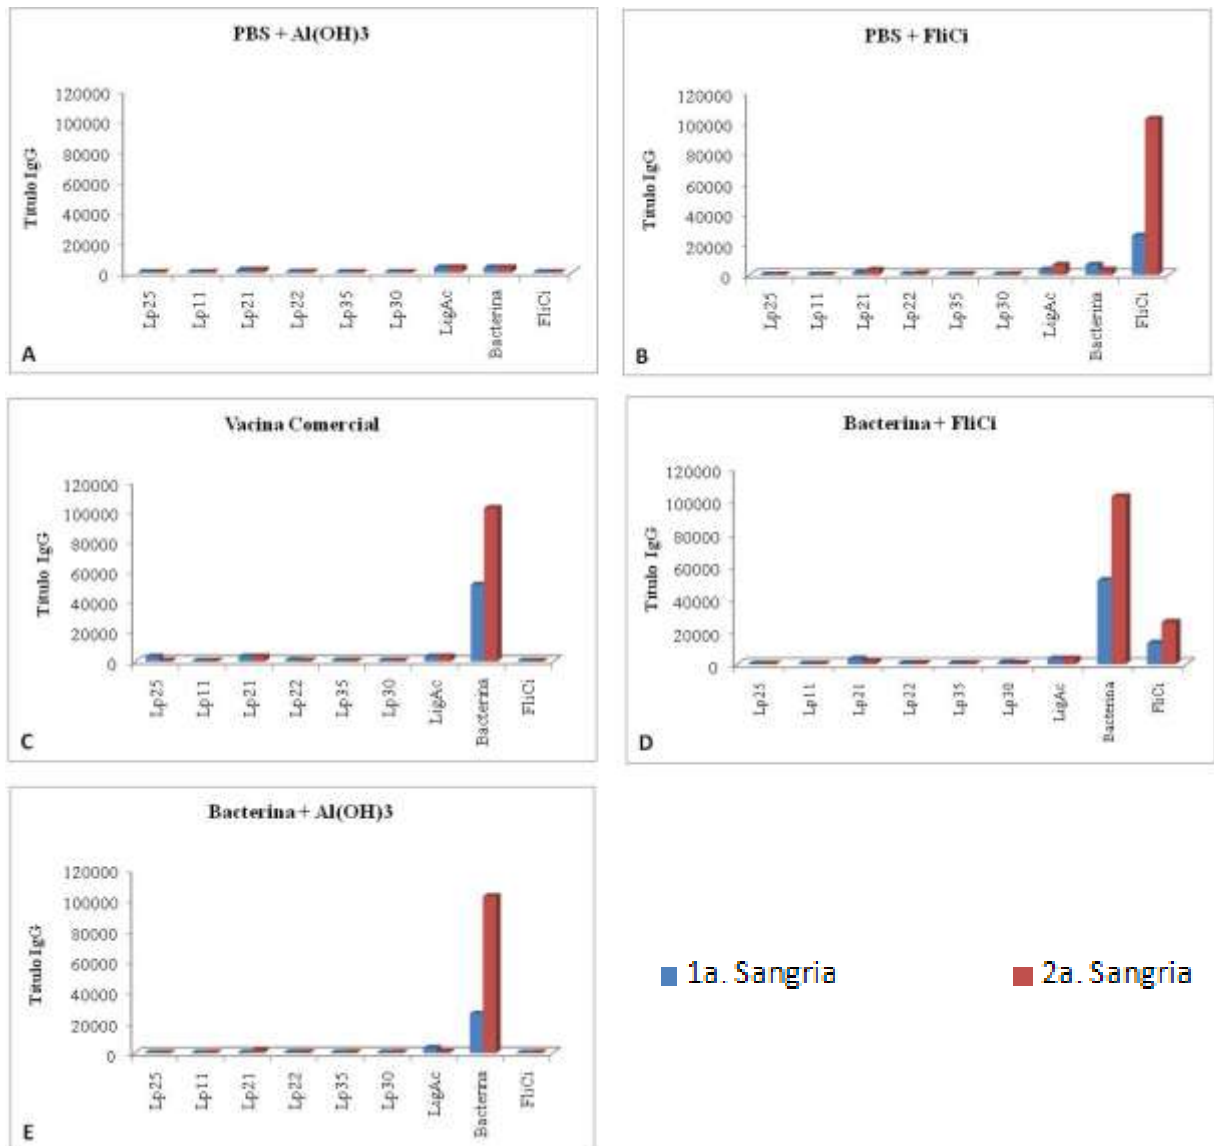 PBS + Al(OH)3
Título IgG
120000
100000
80000
60000
40000
20000
0
Lp25
Lp11
Lp21
Lp22
Lp35
Lp30
LigAc
Bacterina
FliCi
A
PBS + FliCi
Título IgG
120000
100000
80000
60000
40000
20000
0
Lp25
Lp11
Lp21
Lp22
Lp35
Lp30
LigAc
Bacterina
FliCi
B
Vacina Comercial
Título IgG
120000
100000
80000
60000
40000
20000
0
Lp25
Lp11
Lp21
Lp22
Lp35
Lp30
LigAc
Bacterina
FliCi
C
Bacterina + FliCi
Título IgG
120000
100000
80000
60000
40000
20000
0
Lp25
Lp11
Lp21
Lp22
Lp35
Lp30
LigAc
Bacterina
FliCi
D
Bacterina + Al(OH)3
Título IgG
120000
100000
80000
60000
40000
20000
0
Lp25
Lp11
Lp21
Lp22
Lp35
Lp30
LigAc
Bacterina
FliCi
E
1a. Sangria
2a. Sangria